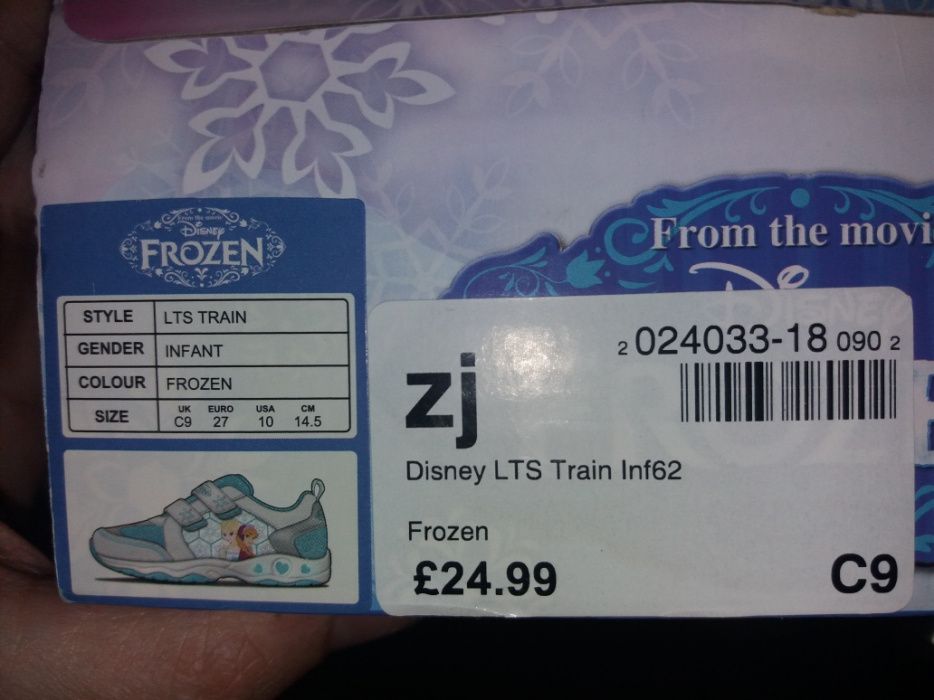 From the movie
Disney
FROZEN
STYLE LTS TRAIN
GENDER INFANT
COLOUR FROZEN
SIZE UK C9 EURO 27 USA 10 CM 14.5
From the movi
Disney
zj
2 024033-18 090 2
Disney LTS Train Inf62
Frozen
£24.99 C9